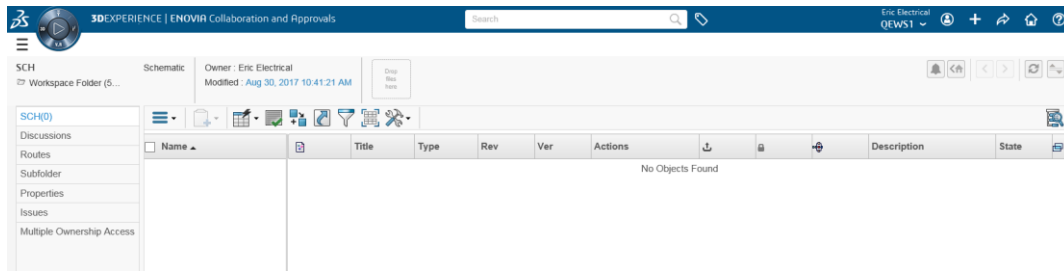 3DEXPERIENCE | ENOVIA Collaboration and Approvals
Search
Eric Electrical
QEWS1
SCH
Workspace Folder (5...
Schematic
Owner : Eric Electrical
Modified : Aug 30, 2017 10:41:21 AM
Drop
files
here
SCH(0)
Discussions
Routes
Subfolder
Properties
Issues
Multiple Ownership Access
Name Title Type Rev Ver Actions Description State
No Objects Found